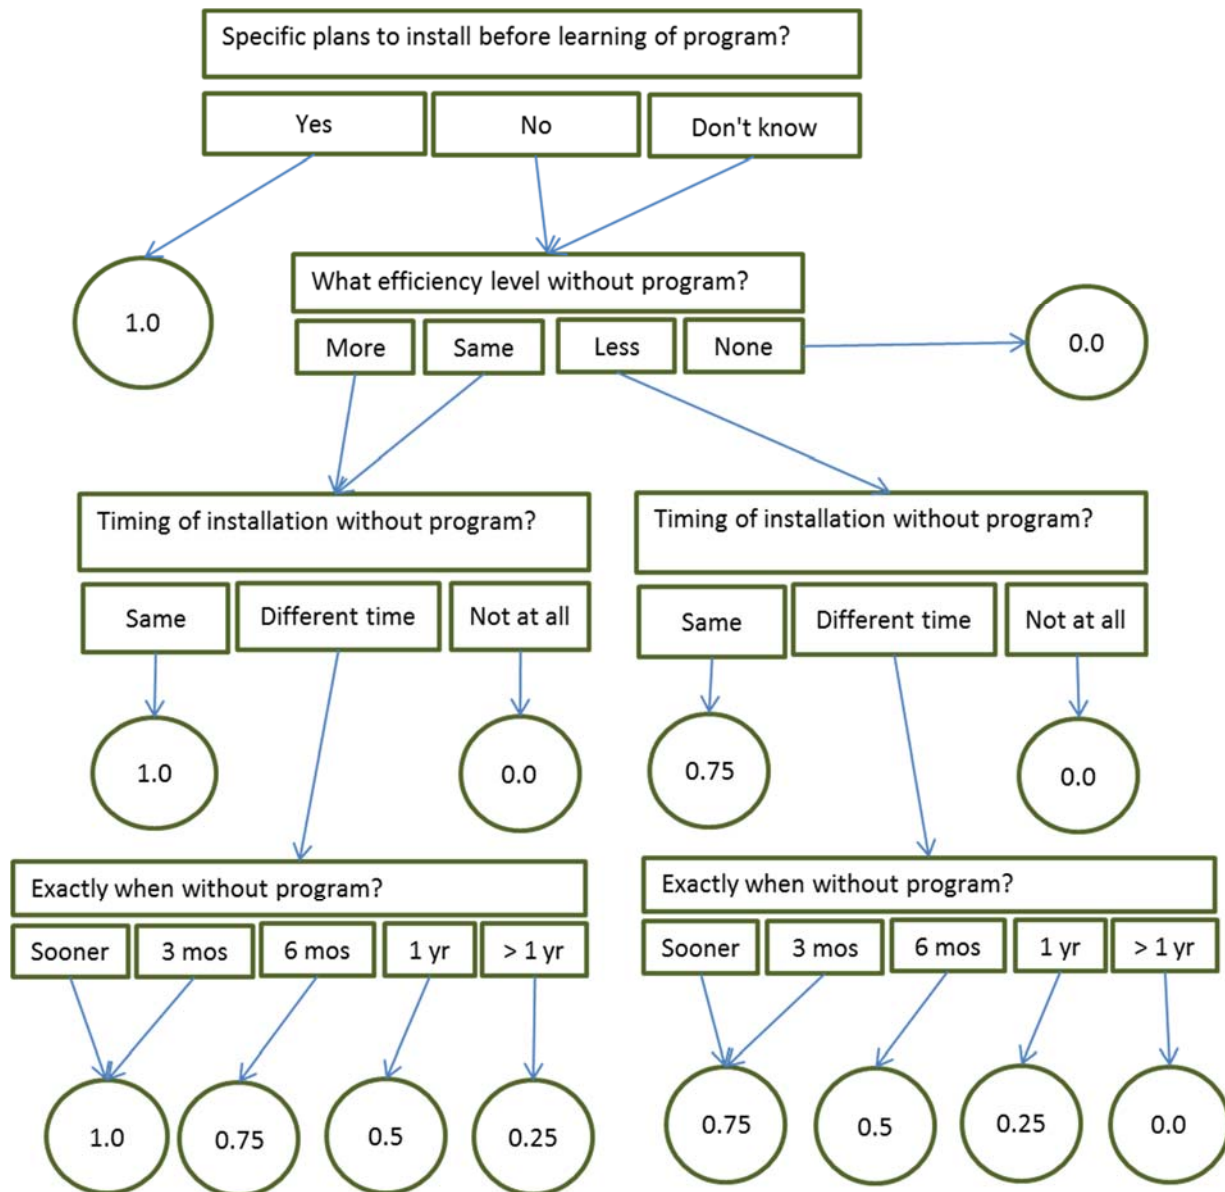 Specific plans to install before learning of program?
Yes
No
Don't know
What efficiency level without program?
1.0
More
Same
Less
None
0.0
Timing of installation without program?
Same
Different time
Not at all
Timing of installation without program?
Same
Different time
Not at all
1.0
0.0
0.75
0.0
Exactly when without program?
Sooner
3 mos
6 mos
1 yr
> 1 yr
Exactly when without program?
Sooner
3 mos
6 mos
1 yr
> 1 yr
1.0
0.75
0.5
0.25
0.75
0.5
0.25
0.0